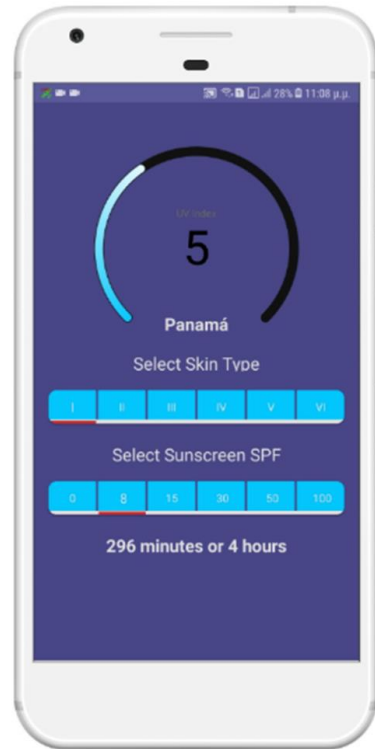 28% 11:08 p.m.
UV Index
5
Panamá
Select Skin Type
I II III IV V VI
Select Sunscreen SPF
0 8 15 30 50 100
296 minutes or 4 hours